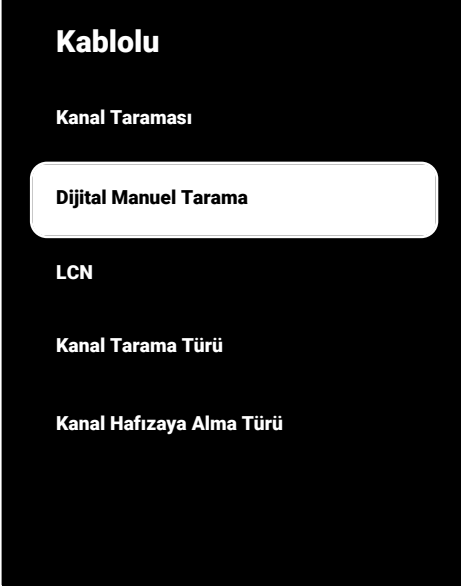 Kablolu
Kanal Taraması
Dijital Manuel Tarama
LCN
Kanal Tarama Türü
Kanal Hafızaya Alma Türü